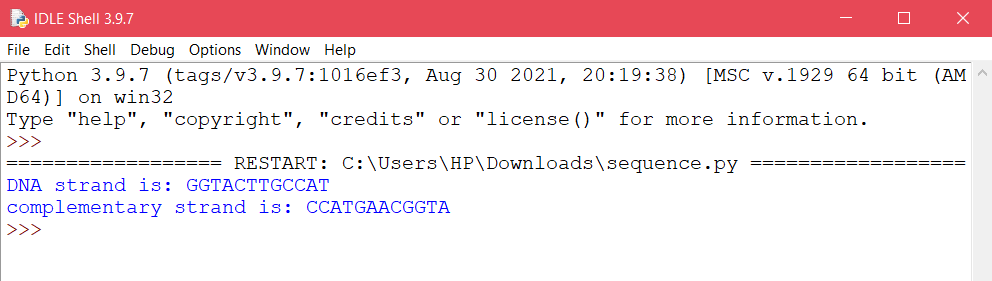 IDLE Shell 3.9.7
File Edit Shell Debug Options Window Help
Python 3.9.7 (tags/v3.9.7:1016ef3, Aug 30 2021, 20:19:38) [MSC v.1929 64 bit (AM
D64)] on win32
Type "help", "copyright", "credits" or "license()" for more information.
>>>
================== RESTART: C:\Users\HP\Downloads\sequence.py ==================
DNA strand is: GGTACTTGCCAT
complementary strand is: CCATGAACGGTA
>>>